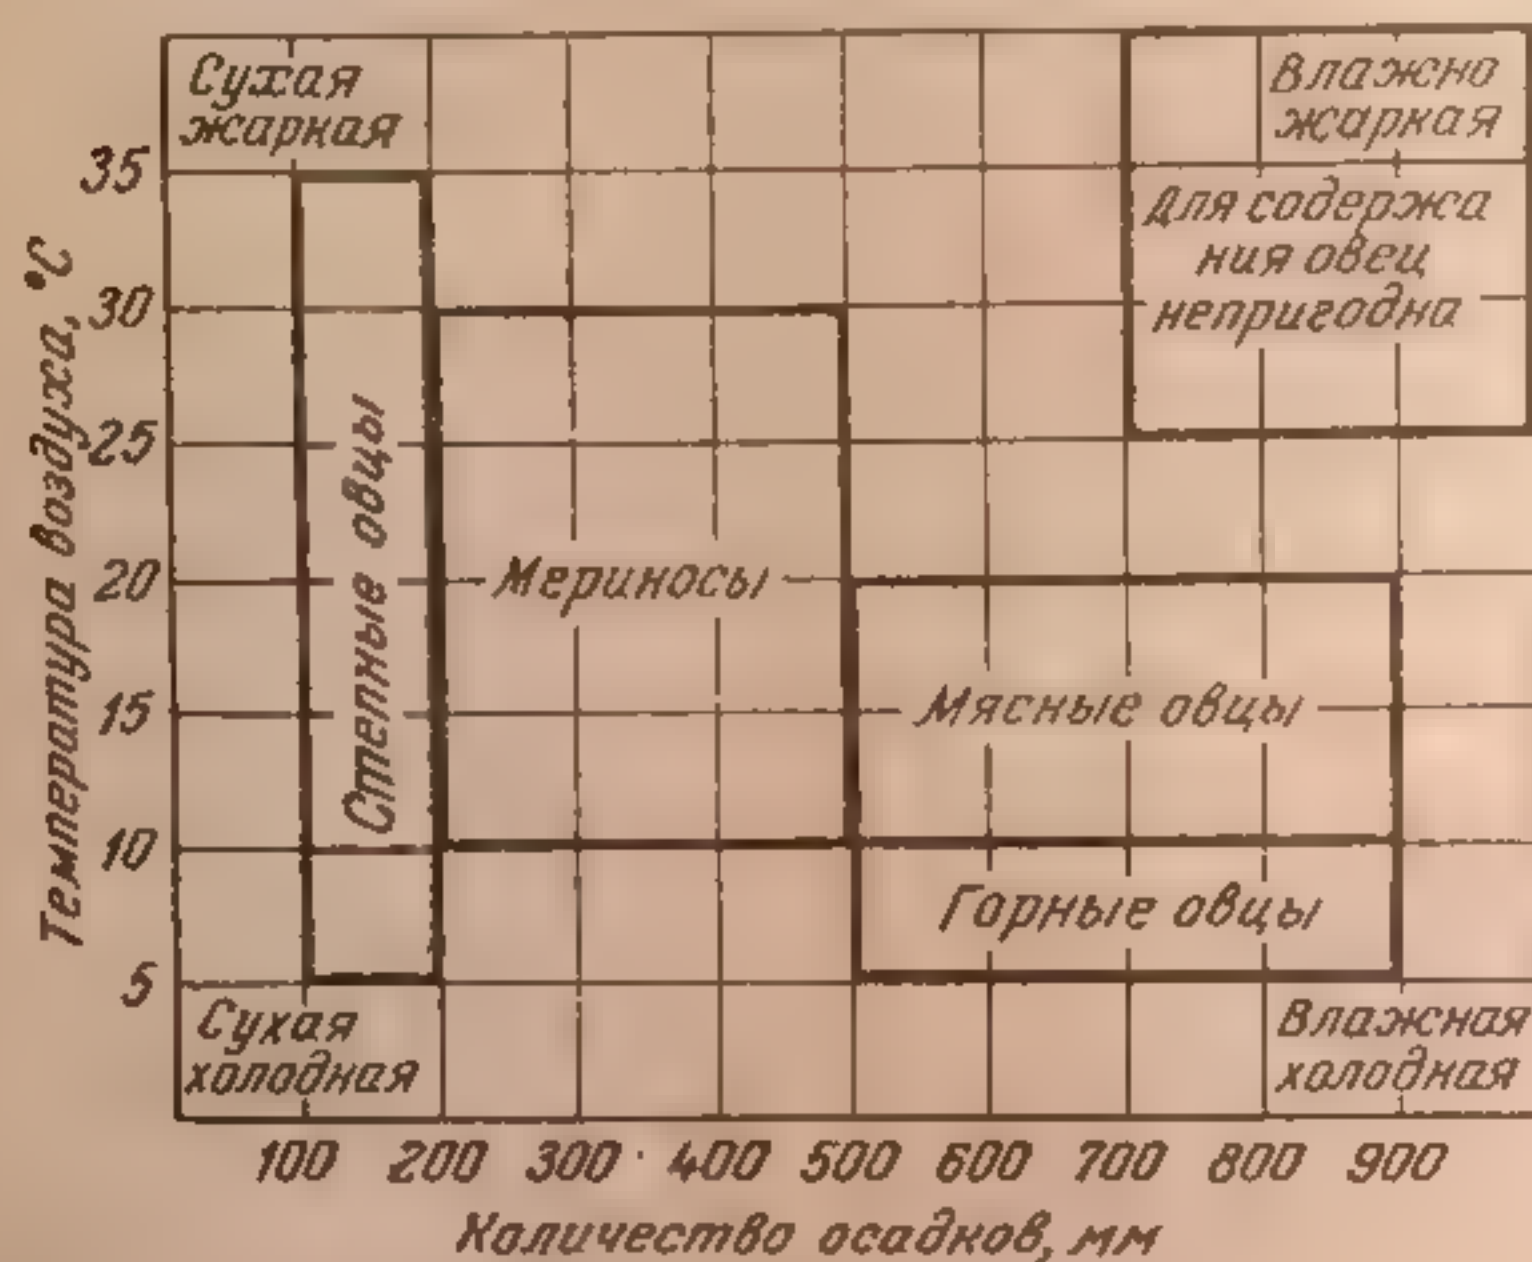 Сухая
жаркая
Влажно
жаркая
Для содержа
ния овец
непригодна
Степные овцы
Мериносы
Мясные овцы
Горные овцы
Сухая
холодная
Влажная
холодная
Температура воздуха, °С
35
30
25
20
15
10
5
100 200 300 400 500 600 700 800 900
Количество осадков, мм